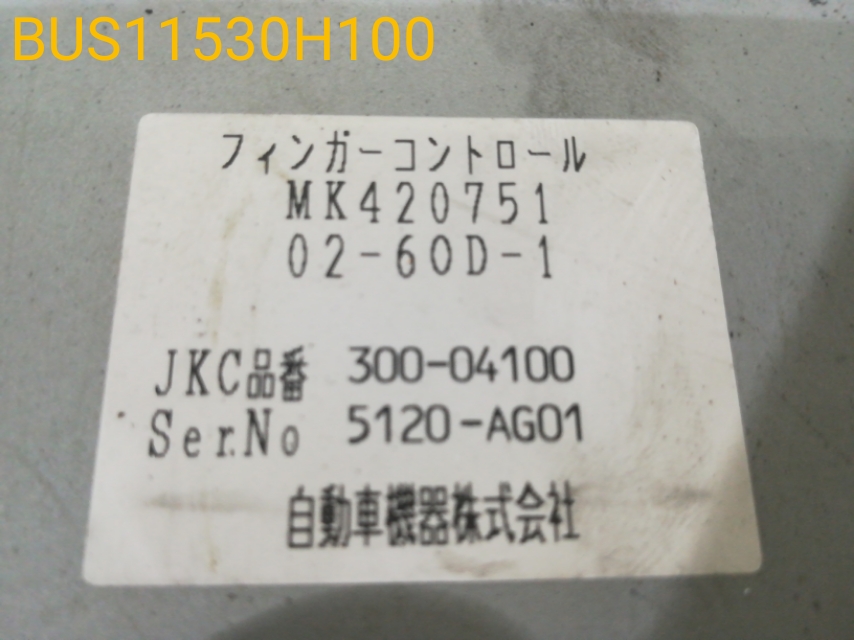 BUS11530H100
フィンガーコントロール
MK420751
02-60D-1
JKC品番 300-04100
Ser.No 5120-AG01
自動車機器株式会社